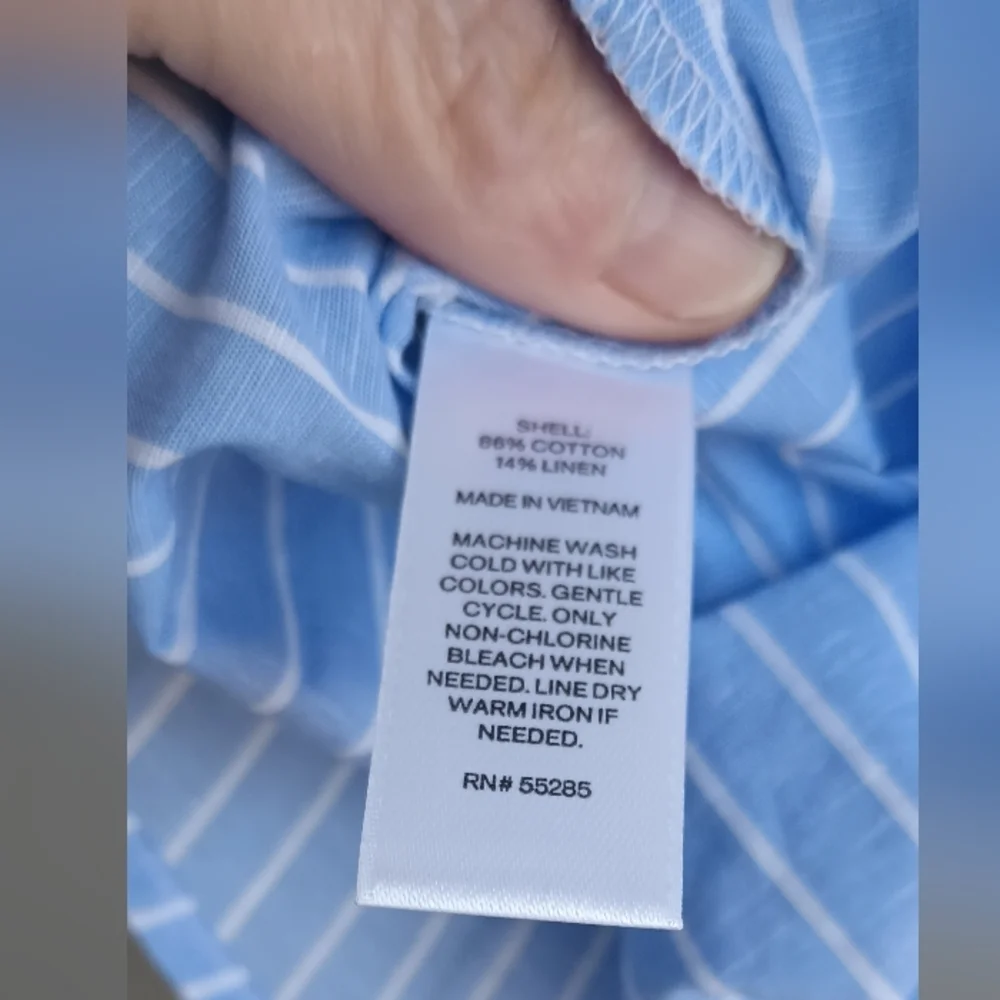 SHELL:
86% COTTON
14% LINEN
MADE IN VIETNAM
MACHINE WASH
COLD WITH LIKE
COLORS. GENTLE
CYCLE. ONLY
NON-CHLORINE
BLEACH WHEN
NEEDED. LINE DRY
WARM IRON IF
NEEDED.
RN# 55285